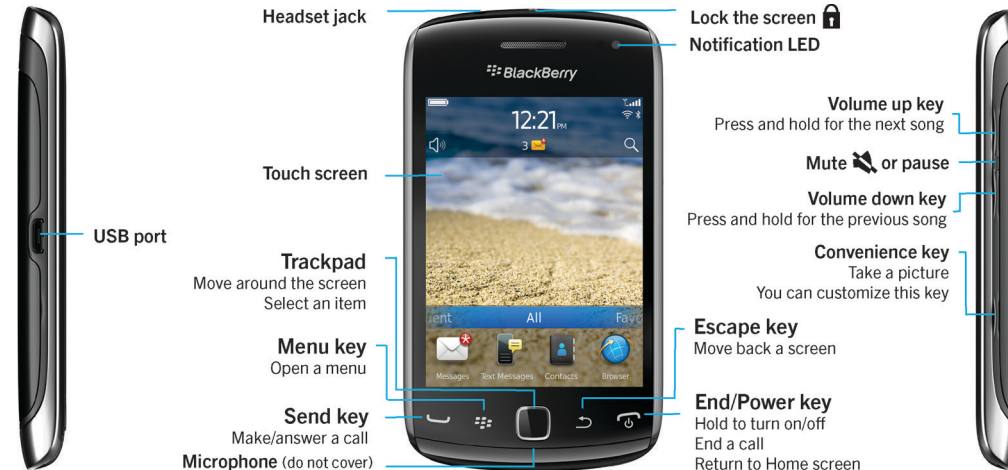 Headset jack
Lock the screen
Notification LED
BlackBerry
12:21 PM
3
Volume up key
Press and hold for the next song
Mute or pause
Touch screen
Volume down key
Press and hold for the previous song
USB port
Convenience key
Take a picture
You can customize this key
Trackpad
Move around the screen
Select an item
uent All Favo
Escape key
Move back a screen
Menu key
Open a menu
Messages Text Messages Contacts Browser
Send key
Make/answer a call
End/Power key
Hold to turn on/off
End a call
Return to Home screen
Microphone (do not cover)